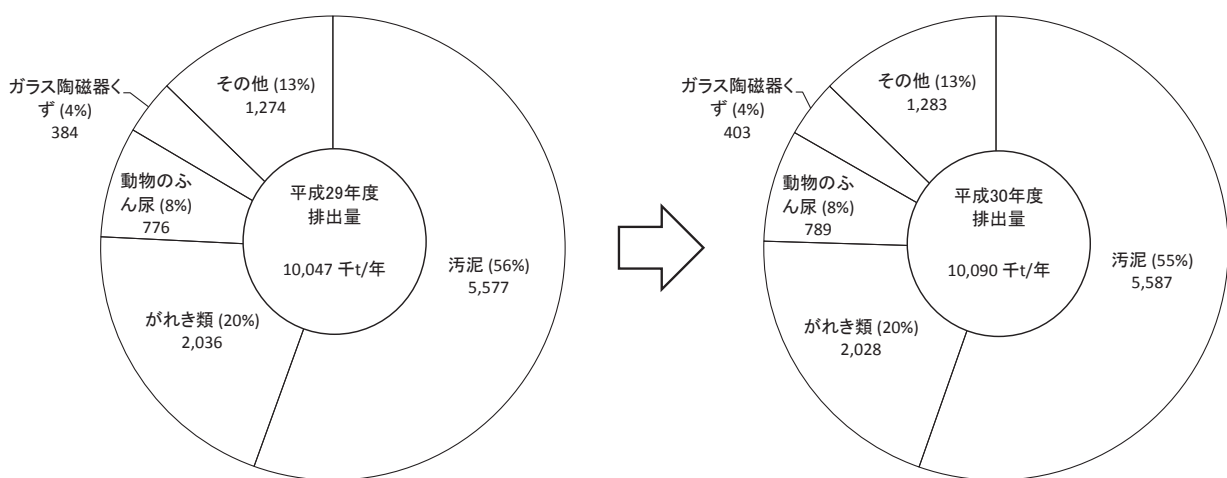 その他 (13%)
1,274
ガラス陶磁器く
ず (4%)
384
動物のふ
ん尿 (8%)
776
平成29年度
排出量
10,047 千t/年
汚泥 (56%)
5,577
がれき類 (20%)
2,036
その他 (13%)
1,283
ガラス陶磁器く
ず (4%)
403
動物のふ
ん尿 (8%)
789
平成30年度
排出量
10,090 千t/年
汚泥 (55%)
5,587
がれき類 (20%)
2,028